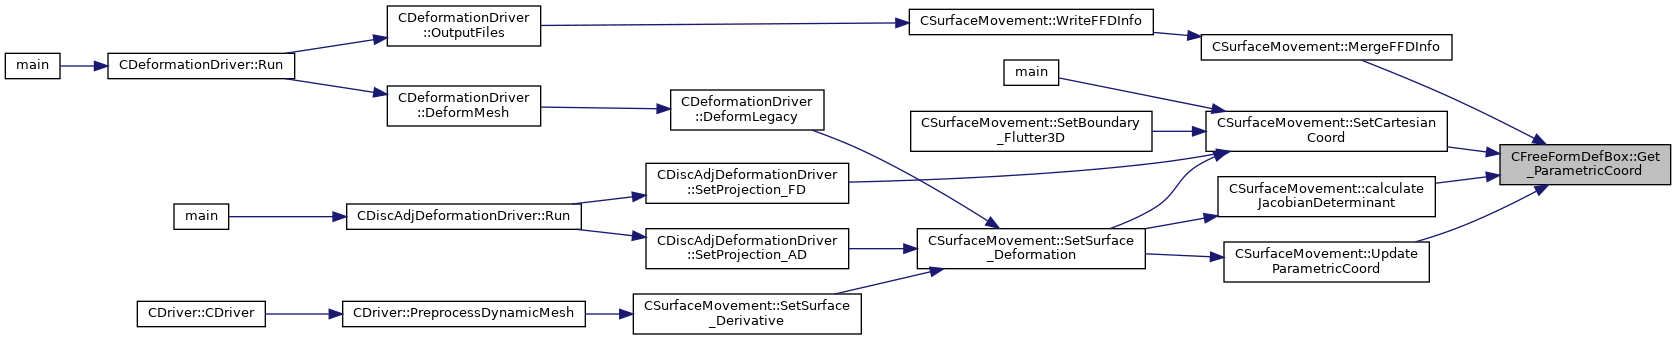 main
CDeformationDriver::Run
CDeformationDriver
::OutputFiles
CDeformationDriver
::DeformMesh
CSurfaceMovement::WriteFFDInfo
CSurfaceMovement::MergeFFDInfo
main
CDeformationDriver
::DeformLegacy
CSurfaceMovement::SetBoundary
_Flutter3D
CSurfaceMovement::SetCartesian
Coord
CFreeFormDefBox::Get
_ParametricCoord
CDiscAdjDeformationDriver
::SetProjection_FD
CSurfaceMovement::calculate
JacobianDeterminant
main
CDiscAdjDeformationDriver::Run
CDiscAdjDeformationDriver
::SetProjection_AD
CSurfaceMovement::SetSurface
_Deformation
CSurfaceMovement::Update
ParametricCoord
CDriver::CDriver
CDriver::PreprocessDynamicMesh
CSurfaceMovement::SetSurface
_Derivative